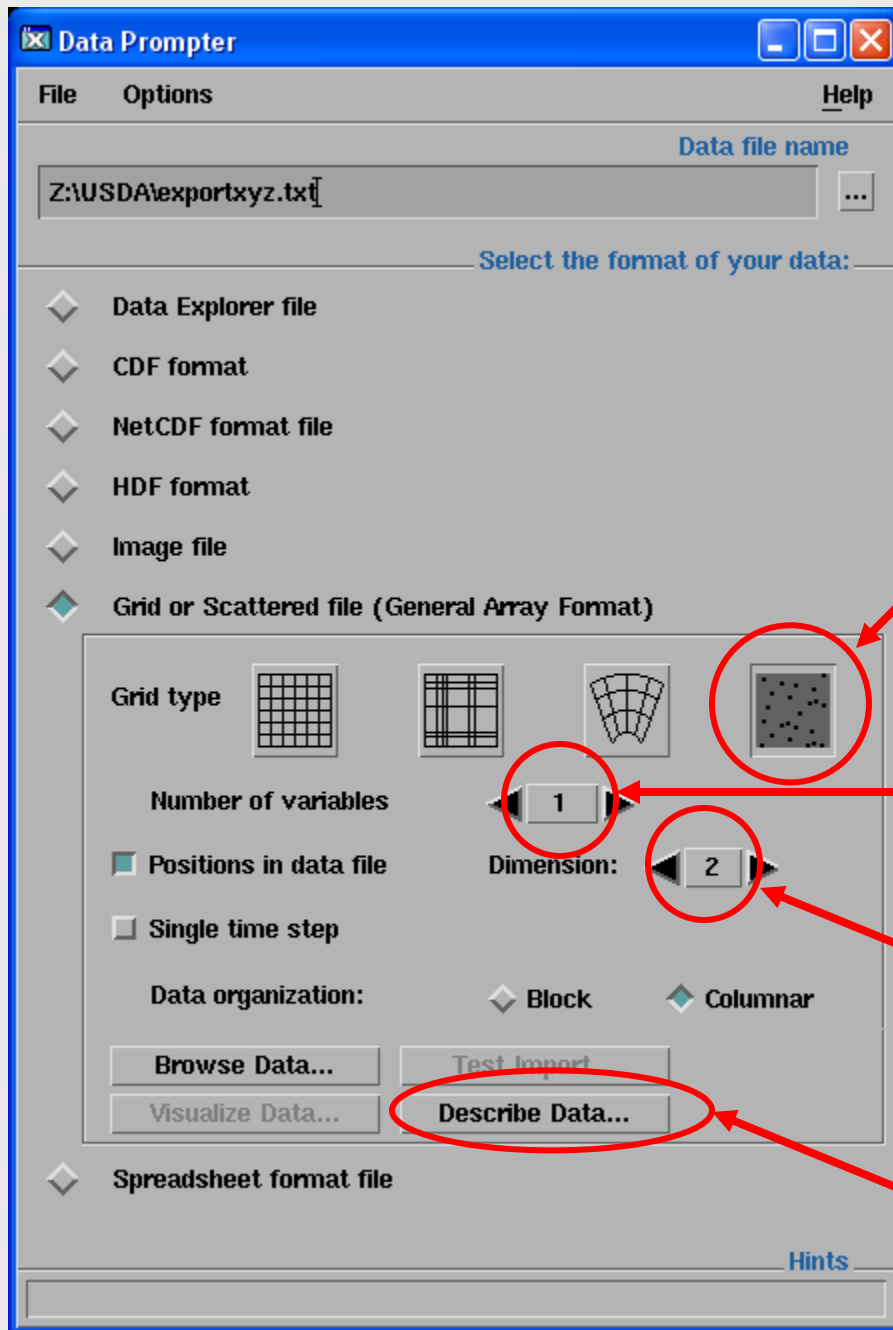 Data Prompter
File Options Help
Data file name
Z:\USDA\exportxyz.txt
...
Select the format of your data:
Data Explorer file
CDF format
NetCDF format file
HDF format
Image file
Grid or Scattered file (General Array Format)
Grid type
Number of variables 1
Positions in data file Dimension: 2
Single time step
Data organization: Block Columnar
Browse Data... Test Import...
Visualize Data... Describe Data...
Spreadsheet format file
Hints